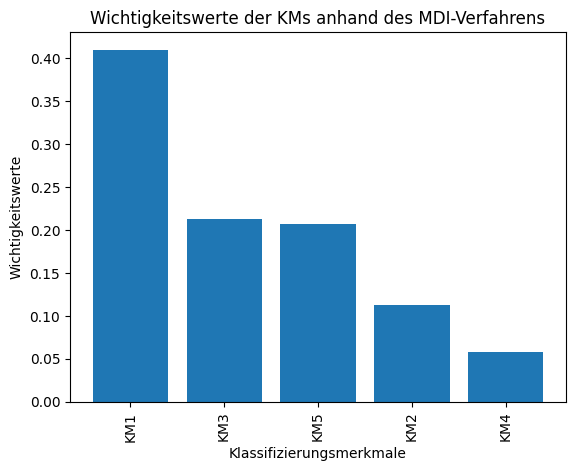 Wichtigkeitswerte der KMs anhand des MDI-Verfahrens
Wichtigkeitswerte
0.40
0.35
0.30
0.25
0.20
0.15
0.10
0.05
0.00
KM1
KM3
KM5
KM2
KM4
Klassifizierungsmerkmale